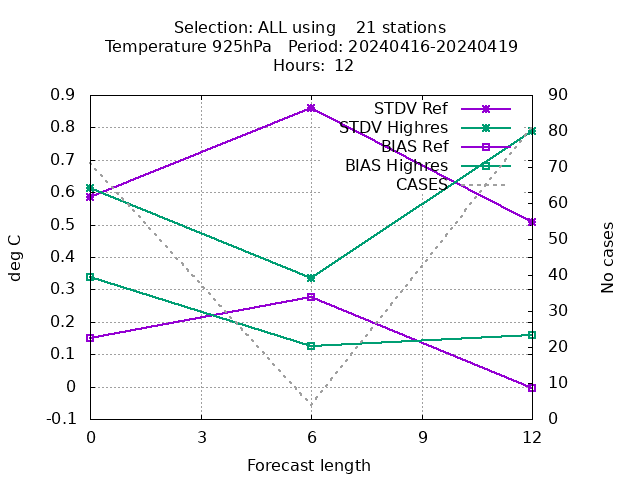 Selection: ALL using    21 stations
Temperature 925hPa   Period: 20240416-20240419
Hours: 12
0.9
0.8
0.7
0.6
0.5
0.4
0.3
0.2
0.1
0
-0.1
deg C
STDV Ref
STDV Highres
BIAS Ref
BIAS Highres
CASES
90
80
70
60
50
40
30
20
10
0
No cases
0 3 6 9 12
Forecast length